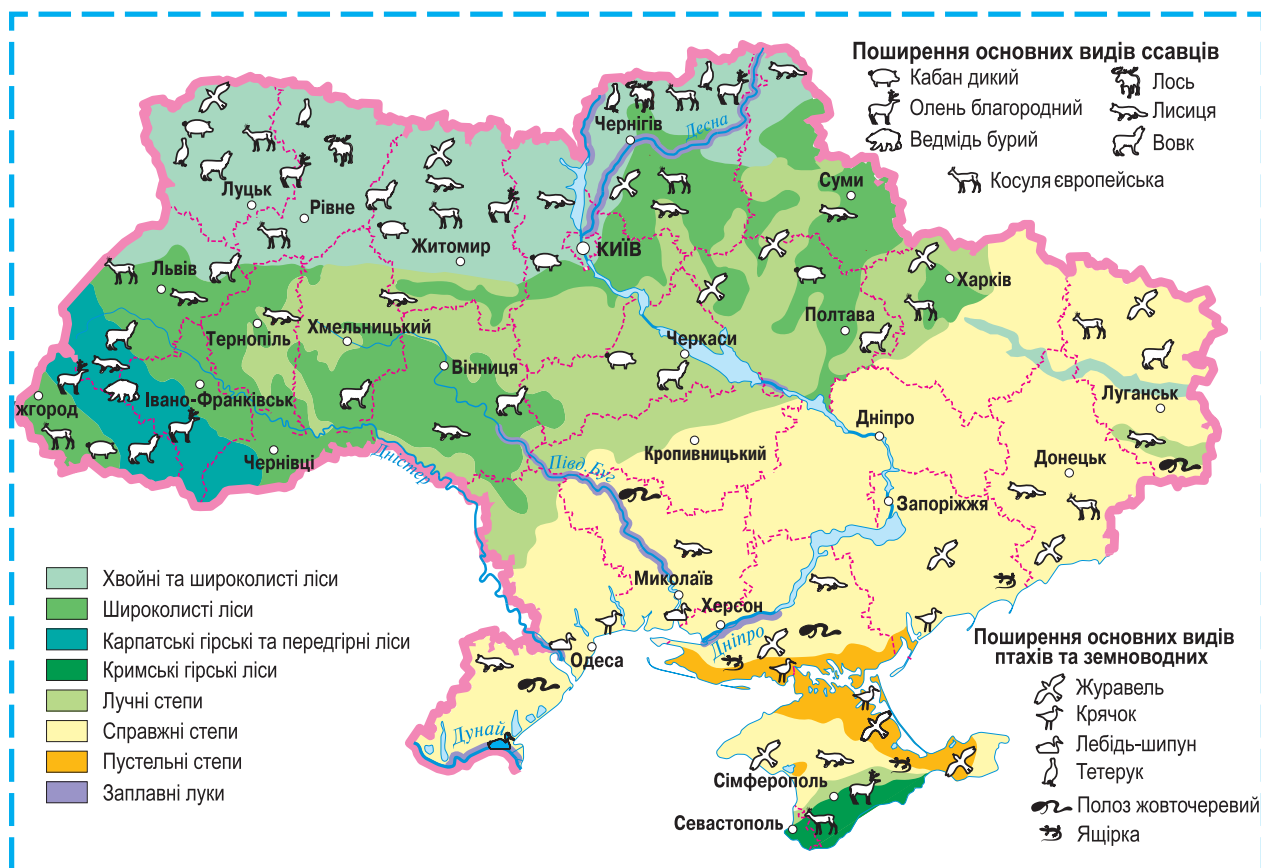 Поширення основних видів ссавців
Кабан дикий
Лось
Олень благородний
Лисиця
Ведмідь бурий
Вовк
Косуля європейська
Чернігів
Десна
Суми
Луцьк
Рівне
Житомир
КИЇВ
Львів
Харків
Тернопіль
Хмельницький
Полтава
Черкаси
Вінниця
жгород
Івано-Франківськ
Луганськ
Дніпро
Чернівці
Дністер
Кропивницький
Півд. Буг
Донецьк
Запоріжжя
Миколаїв
Херсон
Дніпро
Одеса
Дунай
Сімферополь
Севастополь
Хвойні та широколисті ліси
Широколисті ліси
Карпатські гірські та передгірні ліси
Кримські гірські ліси
Лучні степи
Справжні степи
Пустельні степи
Заплавні луки
Поширення основних видів
птахів та земноводних
Журавель
Крячок
Лебідь-шипун
Тетерук
Полоз жовточеревий
Ящірка